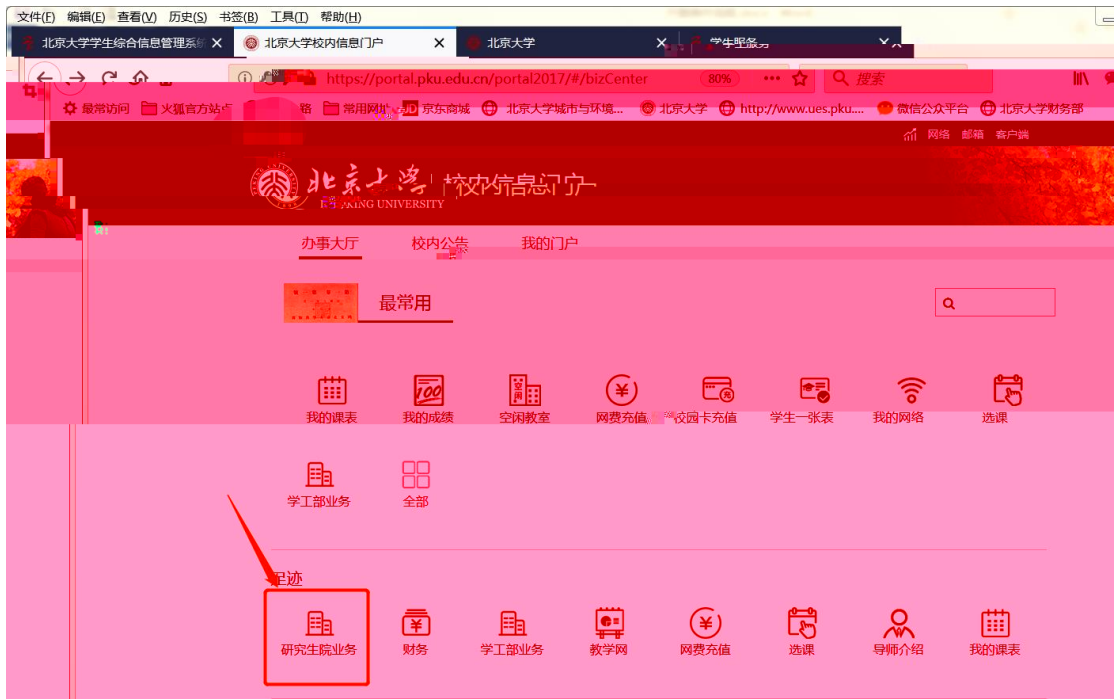 文件(F) 编辑(E) 查看(V) 历史(S) 书签(B) 工具(T) 帮助(H)
北京大学学生综合信息管理系统 北京大学校内信息门户 北京大学
https://portal.pku.edu.cn/portal2017/#/bizCenter 80% 搜索
最常访问 火狐官方站点 常用网址 京东商城 北京大学城市与环境... 北京大学 http://www.ues.pku.... 微信公众平台 北京大学财务部
网络 邮箱 客户端
北京大学 校内信息门户
PEKING UNIVERSITY
办事大厅 校内公告 我的门户
最常用
我的课表 我的成绩 空闲教室 网费充值 校园卡充值 学生一张表 我的网络 选课
学工部业务 全部
足迹
研究生院业务 财务 学工部业务 教学网 网费充值 选课 导师介绍 我的课表